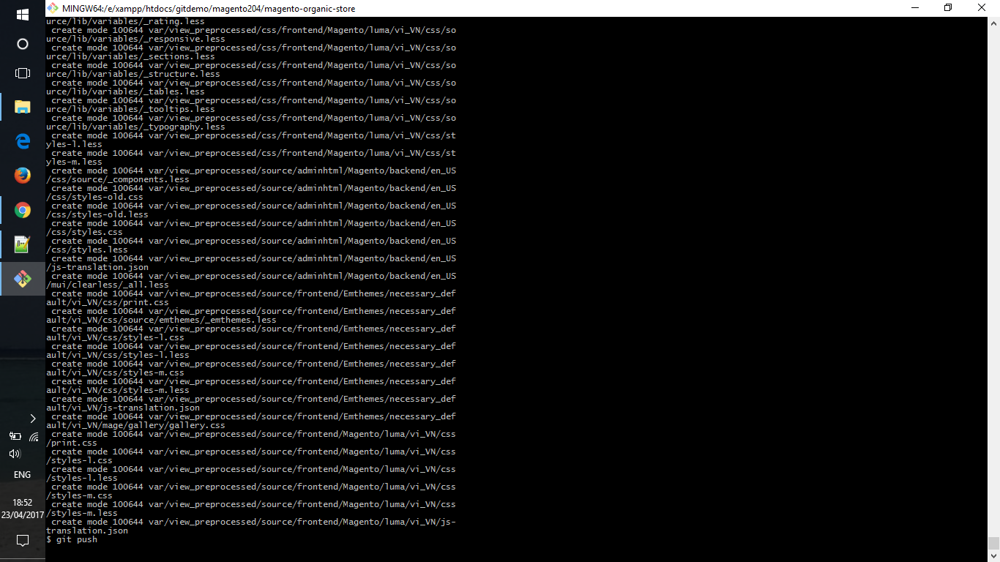 MINGW64:/e/xampp/htdocs/gitdemo/magento204/magento-organic-store
urce/lib/variables/_rating.less
 create mode 100644 var/view_preprocessed/css/frontend/Magento/luma/vi_VN/css/so
urce/lib/variables/_responsive.less
 create mode 100644 var/view_preprocessed/css/frontend/Magento/luma/vi_VN/css/so
urce/lib/variables/_sections.less
 create mode 100644 var/view_preprocessed/css/frontend/Magento/luma/vi_VN/css/so
urce/lib/variables/_structure.less
 create mode 100644 var/view_preprocessed/css/frontend/Magento/luma/vi_VN/css/so
urce/lib/variables/_tables.less
 create mode 100644 var/view_preprocessed/css/frontend/Magento/luma/vi_VN/css/so
urce/lib/variables/_tooltips.less
 create mode 100644 var/view_preprocessed/css/frontend/Magento/luma/vi_VN/css/so
urce/lib/variables/_typography.less
 create mode 100644 var/view_preprocessed/css/frontend/Magento/luma/vi_VN/css/st
yles-l.less
 create mode 100644 var/view_preprocessed/css/frontend/Magento/luma/vi_VN/css/st
yles-m.less
 create mode 100644 var/view_preprocessed/source/adminhtml/Magento/backend/en_US
/css/source/_components.less
 create mode 100644 var/view_preprocessed/source/adminhtml/Magento/backend/en_US
/css/styles-old.css
 create mode 100644 var/view_preprocessed/source/adminhtml/Magento/backend/en_US
/css/styles-old.less
 create mode 100644 var/view_preprocessed/source/adminhtml/Magento/backend/en_US
/css/styles.css
 create mode 100644 var/view_preprocessed/source/adminhtml/Magento/backend/en_US
/css/styles.less
 create mode 100644 var/view_preprocessed/source/adminhtml/Magento/backend/en_US
/js-translation.json
 create mode 100644 var/view_preprocessed/source/adminhtml/Magento/backend/en_US
/mui/clearless/_all.less
 create mode 100644 var/view_preprocessed/source/frontend/Emthemes/necessary_def
ault/vi_VN/css/print.css
 create mode 100644 var/view_preprocessed/source/frontend/Emthemes/necessary_def
ault/vi_VN/css/source/emthemes/_emthemes.less
 create mode 100644 var/view_preprocessed/source/frontend/Emthemes/necessary_def
ault/vi_VN/css/styles-l.css
 create mode 100644 var/view_preprocessed/source/frontend/Emthemes/necessary_def
ault/vi_VN/css/styles-l.less
 create mode 100644 var/view_preprocessed/source/frontend/Emthemes/necessary_def
ault/vi_VN/css/styles-m.css
 create mode 100644 var/view_preprocessed/source/frontend/Emthemes/necessary_def
ault/vi_VN/css/styles-m.less
 create mode 100644 var/view_preprocessed/source/frontend/Emthemes/necessary_def
ault/vi_VN/js-translation.json
 create mode 100644 var/view_preprocessed/source/frontend/Emthemes/necessary_def
ault/vi_VN/mage/gallery/gallery.css
 create mode 100644 var/view_preprocessed/source/frontend/Magento/luma/vi_VN/css
/print.css
 create mode 100644 var/view_preprocessed/source/frontend/Magento/luma/vi_VN/css
/styles-l.css
 create mode 100644 var/view_preprocessed/source/frontend/Magento/luma/vi_VN/css
/styles-l.less
 create mode 100644 var/view_preprocessed/source/frontend/Magento/luma/vi_VN/css
/styles-m.css
 create mode 100644 var/view_preprocessed/source/frontend/Magento/luma/vi_VN/css
/styles-m.less
 create mode 100644 var/view_preprocessed/source/frontend/Magento/luma/vi_VN/js-
translation.json
$ git push
ENG
18:52
23/04/2017